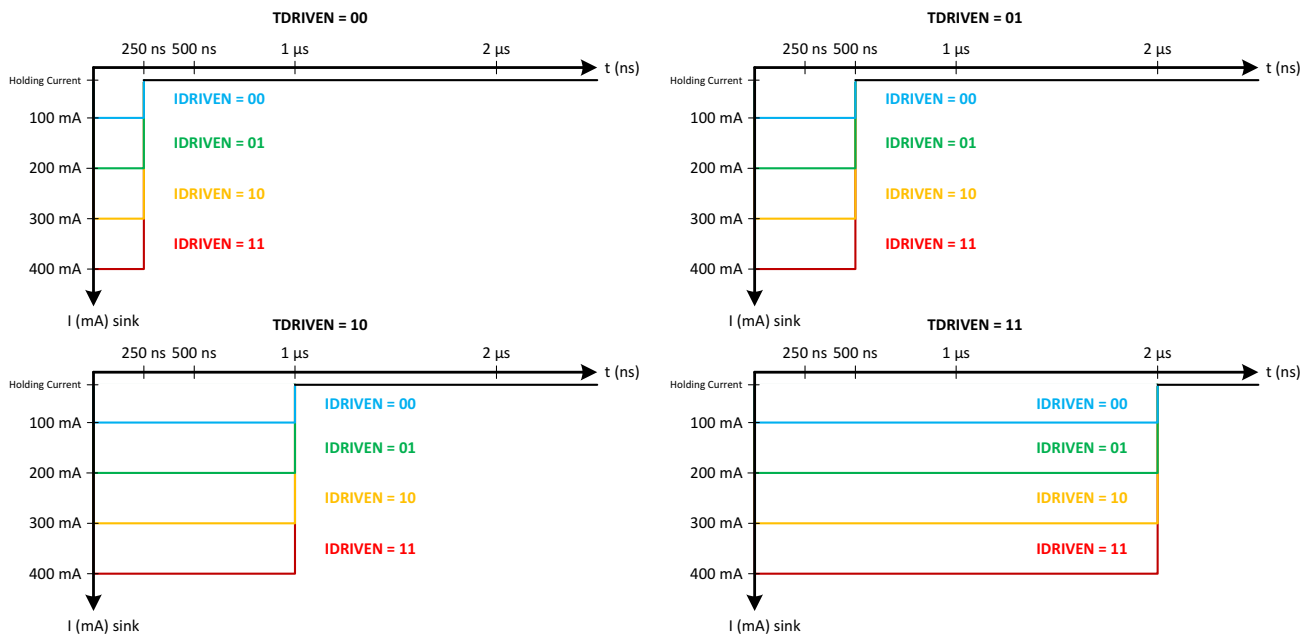 TDRIVEN = 00
250 ns 500 ns 1 µs 2 µs
t (ns)
Holding Current
IDRIVEN = 00
100 mA
IDRIVEN = 01
200 mA
IDRIVEN = 10
300 mA
IDRIVEN = 11
400 mA
I (mA) sink
TDRIVEN = 01
250 ns 500 ns 1 µs 2 µs
t (ns)
Holding Current
IDRIVEN = 00
100 mA
IDRIVEN = 01
200 mA
IDRIVEN = 10
300 mA
IDRIVEN = 11
400 mA
I (mA) sink
TDRIVEN = 10
250 ns 500 ns 1 µs 2 µs
t (ns)
Holding Current
IDRIVEN = 00
100 mA
IDRIVEN = 01
200 mA
IDRIVEN = 10
300 mA
IDRIVEN = 11
400 mA
I (mA) sink
TDRIVEN = 11
250 ns 500 ns 1 µs 2 µs
t (ns)
Holding Current
IDRIVEN = 00
100 mA
IDRIVEN = 01
200 mA
IDRIVEN = 10
300 mA
IDRIVEN = 11
400 mA
I (mA) sink